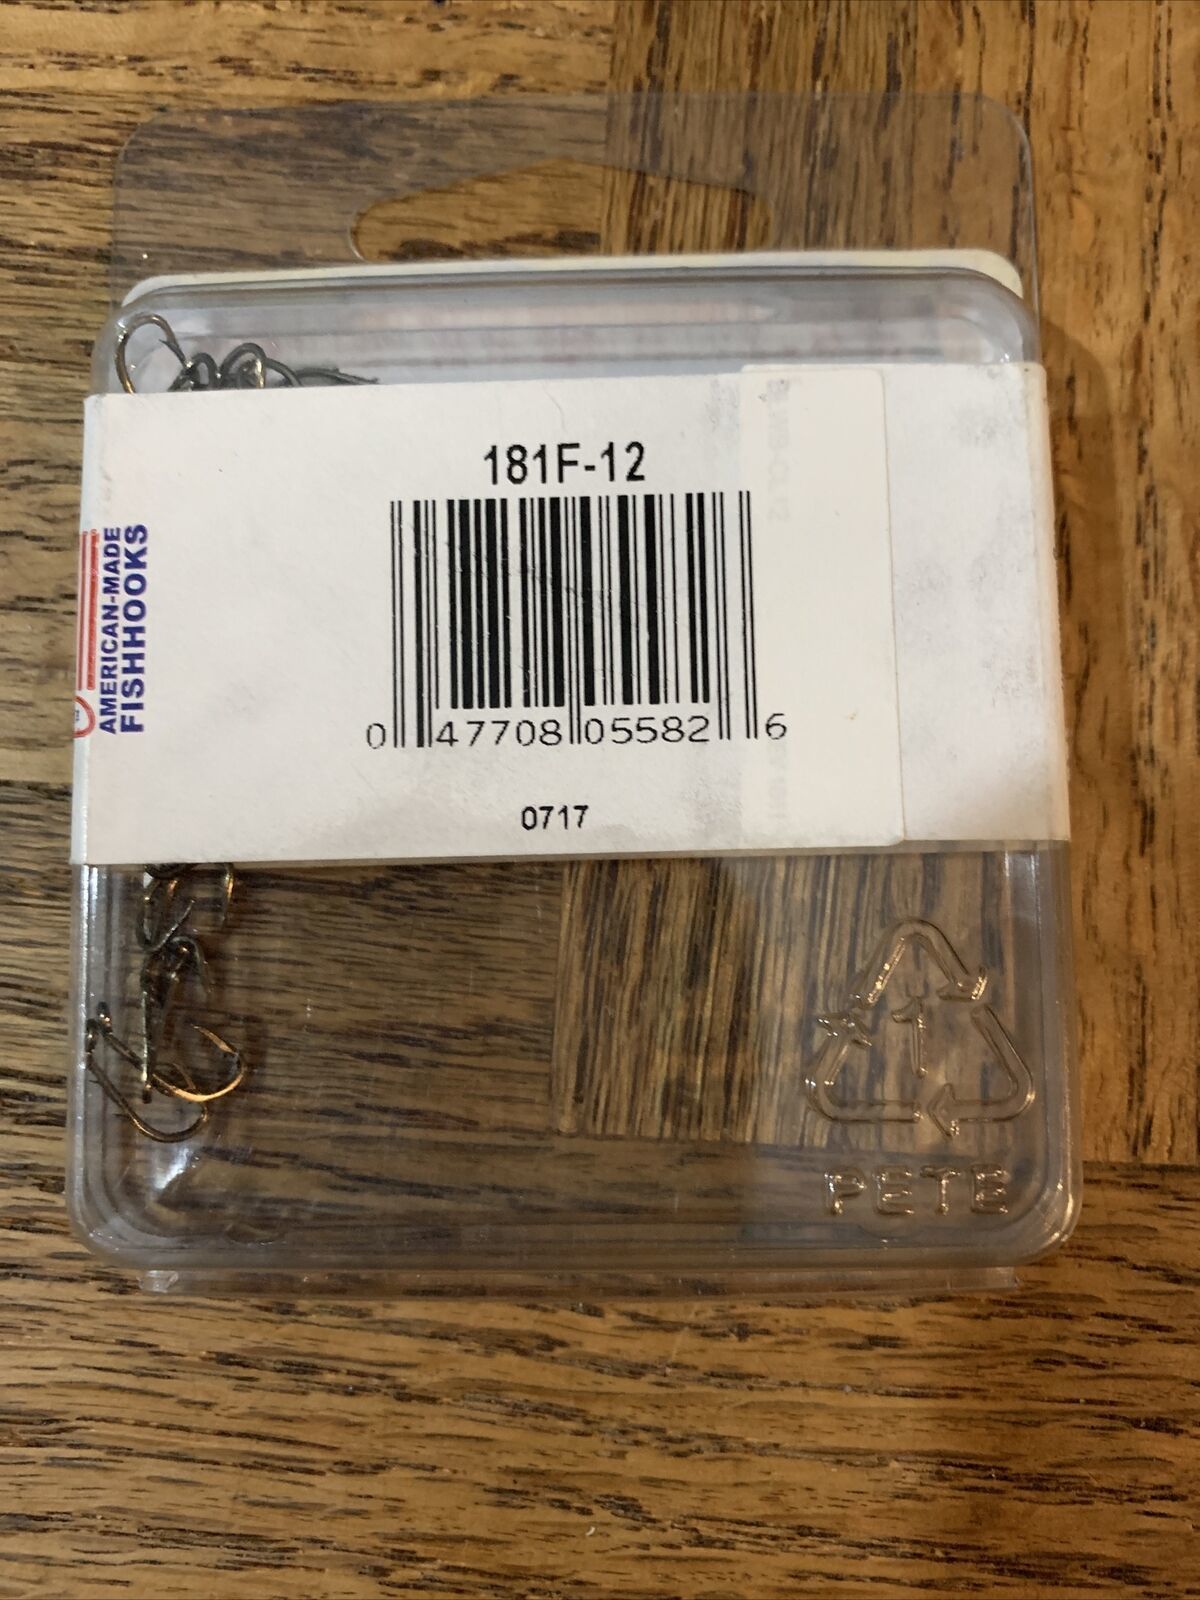 181F-12
AMERICAN-MADE
FISHHOOKS
0 47708 05582 6
0717
1
PETE